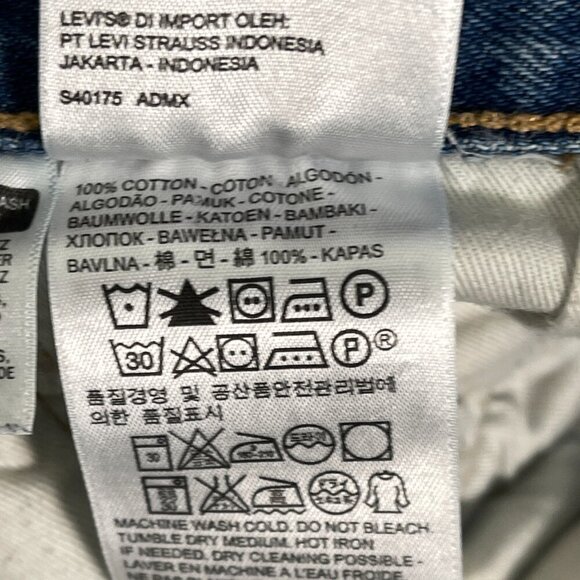 LEVI'S® DI IMPORT OLEH:
PT LEVI STRAUSS INDONESIA
JAKARTA - INDONESIA
S40175 ADMX
100% COTTON - COTON - ALGODÓN -
ALGODÃO - PAMUK - COTONE -
BAUMWOLLE - KATOEN - BAMBAKI -
ХЛОПОК - BAWEŁNA - PAMUT -
BAVLNA - 棉 - 면 - 綿 100% - KAPAS
P
30 P®
품질경영 및 공산품안전관리법에
의한 품질표시
30
MACHINE WASH COLD. DO NOT BLEACH.
TUMBLE DRY MEDIUM. HOT IRON
IF NEEDED. DRY CLEANING POSSIBLE -
LAVER EN MACHINE A L'EAU FROIDE